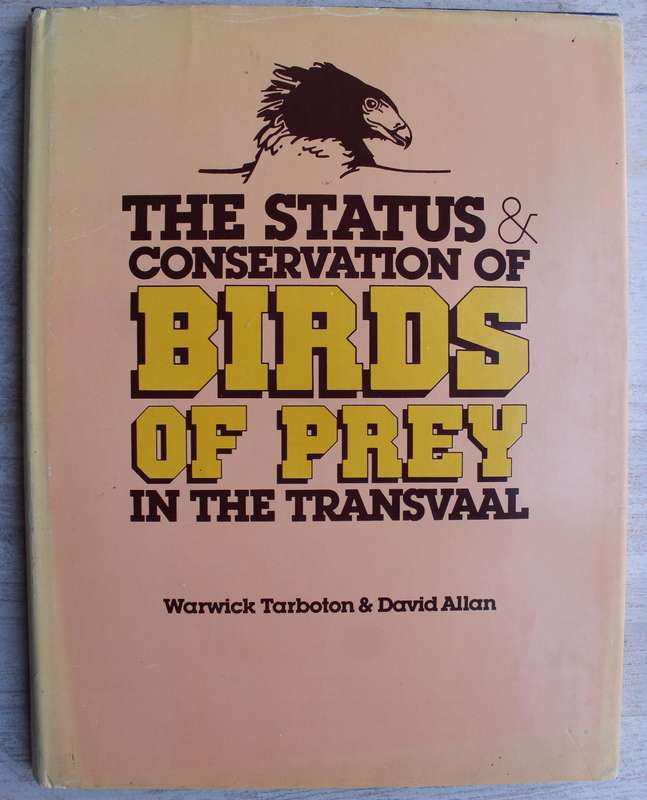 THE STATUS &
CONSERVATION OF
BIRDS
OF PREY
IN THE TRANSVAAL
Warwick Tarboton & David Allan